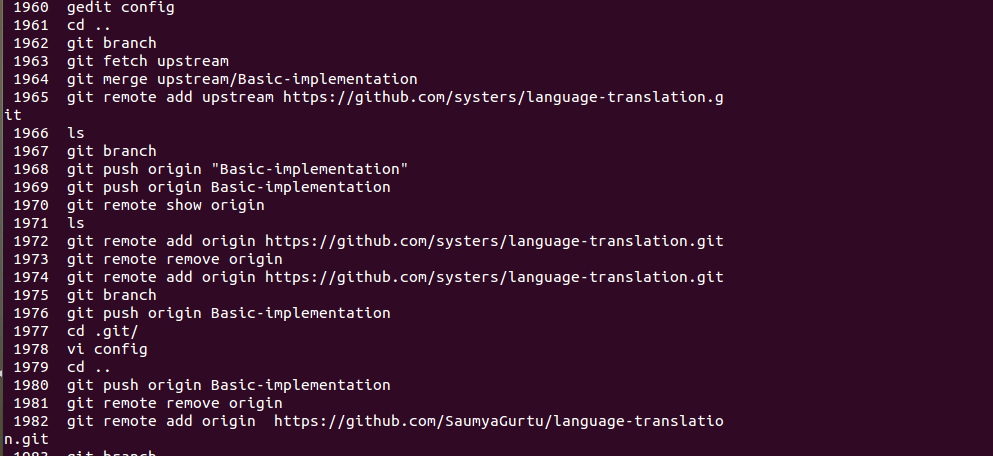 1960  gedit config
1961  cd ..
1962  git branch
1963  git fetch upstream
1964  git merge upstream/Basic-implementation
1965  git remote add upstream https://github.com/systers/language-translation.g
it
1966  ls
1967  git branch
1968  git push origin "Basic-implementation"
1969  git push origin Basic-implementation
1970  git remote show origin
1971  ls
1972  git remote add origin https://github.com/systers/language-translation.git
1973  git remote remove origin
1974  git remote add origin https://github.com/systers/language-translation.git
1975  git branch
1976  git push origin Basic-implementation
1977  cd .git/
1978  vi config
1979  cd ..
1980  git push origin Basic-implementation
1981  git remote remove origin
1982  git remote add origin  https://github.com/SaumyaGurtu/language-translatio
n.git
1983  git branch